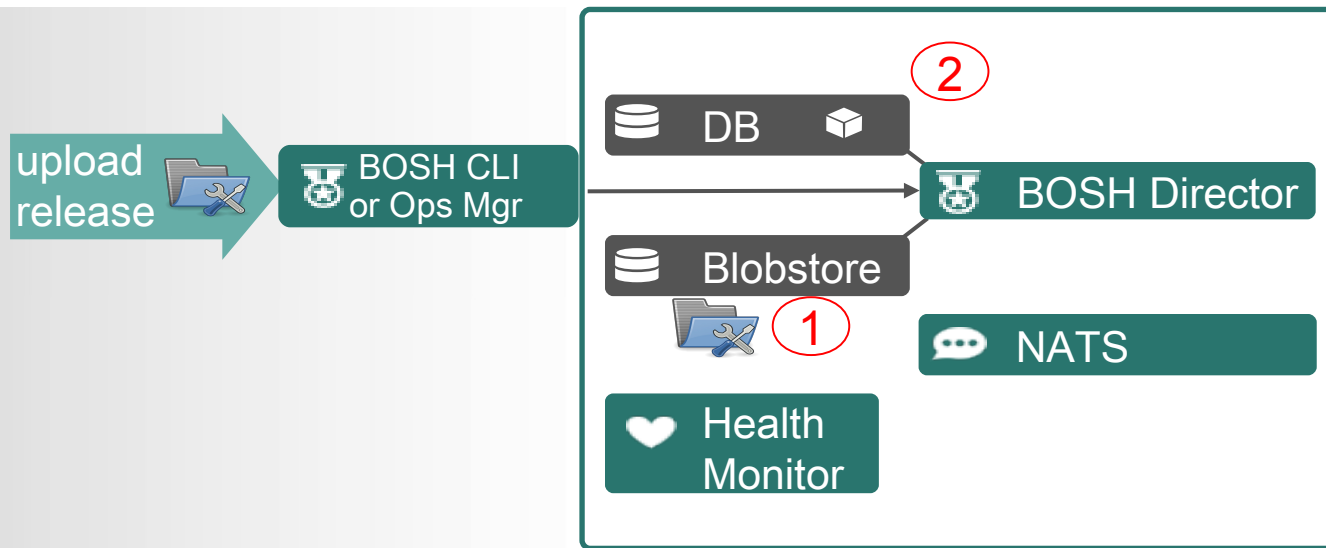 upload
release
BOSH CLI
or Ops Mgr
2
DB
BOSH Director
Blobstore
1
NATS
Health
Monitor